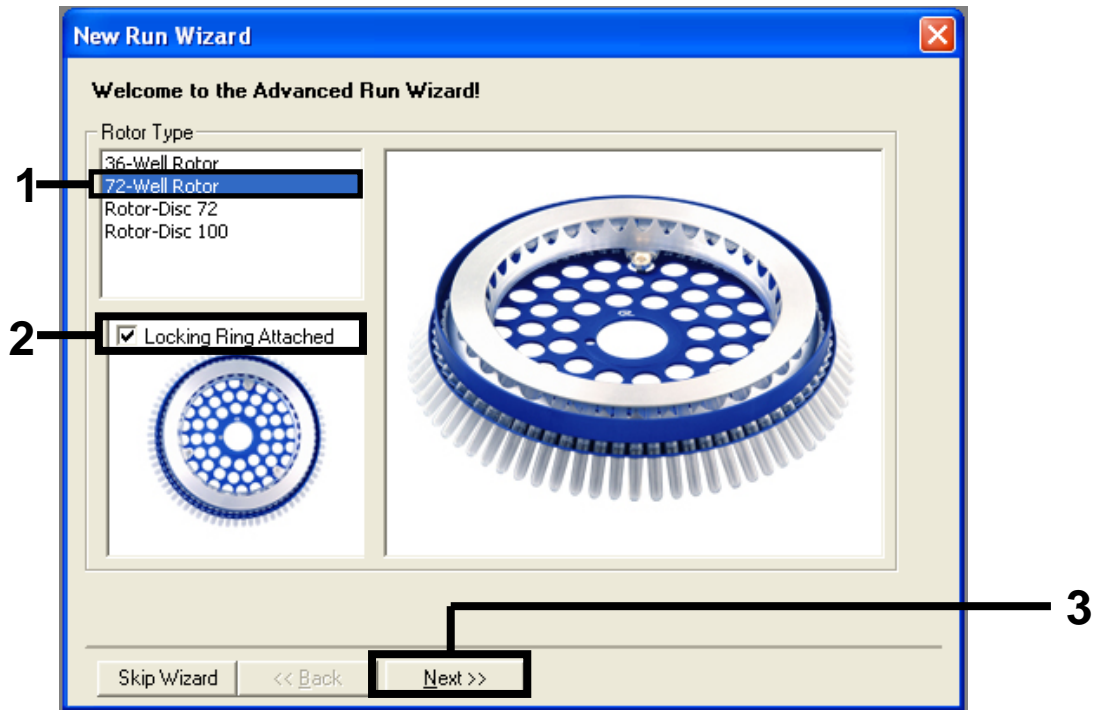 New Run Wizard
Welcome to the Advanced Run Wizard!
Rotor Type
36-Well Rotor
1
72-Well Rotor
Rotor-Disc 72
Rotor-Disc 100
2
Locking Ring Attached
3
Skip Wizard
<< Back
Next >>